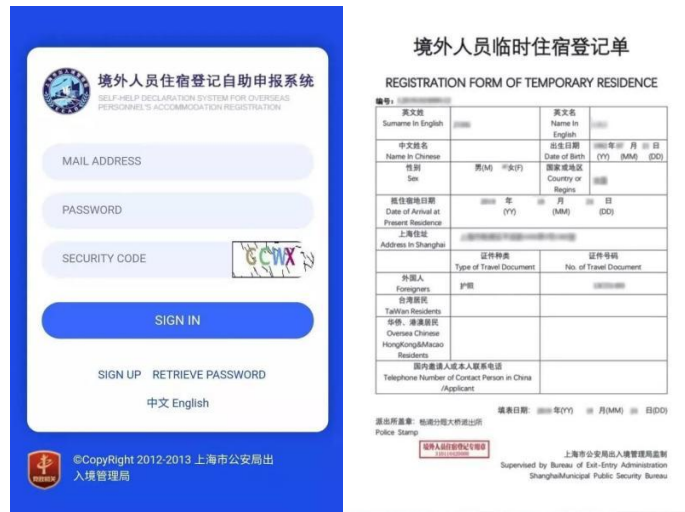 境外人员住宿登记自助申报系统
SELF-HELP DECLARATION SYSTEM FOR OVERSEAS
PERSONNEL'S ACCOMMODATION REGISTRATION
MAIL ADDRESS
PASSWORD
SECURITY CODE
GCWX
SIGN IN
SIGN UP RETRIEVE PASSWORD
中文 English
©CopyRight 2012-2013 上海市公安局出
入境管理局
境外人员临时住宿登记单
REGISTRATION FORM OF TEMPORARY RESIDENCE
编号:
英文姓
Surname In English
英文名
Name In
English
中文姓名
Name In Chinese
出生日期
Date of Birth
年 月 日
(YY) (MM) (DD)
性别
Sex
男(M) 女(F)
国家或地区
Country or
Regins
抵住宿地日期
Date of Arrival at
Present Residence
年 月 日
(YY) (MM) (DD)
上海住址
Address In Shanghai
证件种类
Type of Travel Document
证件号码
No. of Travel Document
外国人
Foreigners
护照
台湾居民
TaiWan Residents
华侨、港澳居民
Oversea Chinese
HongKong&Macao
Residents
国内邀请人或本人联系电话
Telephone Number of Contact Person in China
/Applicant
填表日期: 年(YY) 月(MM) 日(DD)
派出所盖章: 杨浦分局大桥派出所
Police Stamp
境外人员住宿登记专用章
上海市公安局出入境管理局监制
Supervised by Bureau of Exit-Entry Administration
ShanghaiMunicipal Public Security Bureau